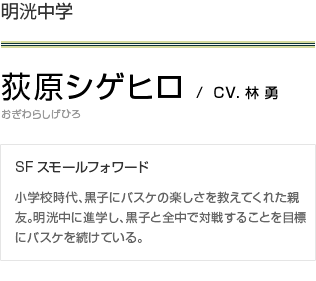 明洸中学
荻原シゲヒロ / CV. 林 勇
おぎわらしげひろ
SF スモールフォワード
小学校時代、黒子にバスケの楽しさを教えてくれた親
友。明洸中に進学し、黒子と全中で対戦することを目標
にバスケを続けている。